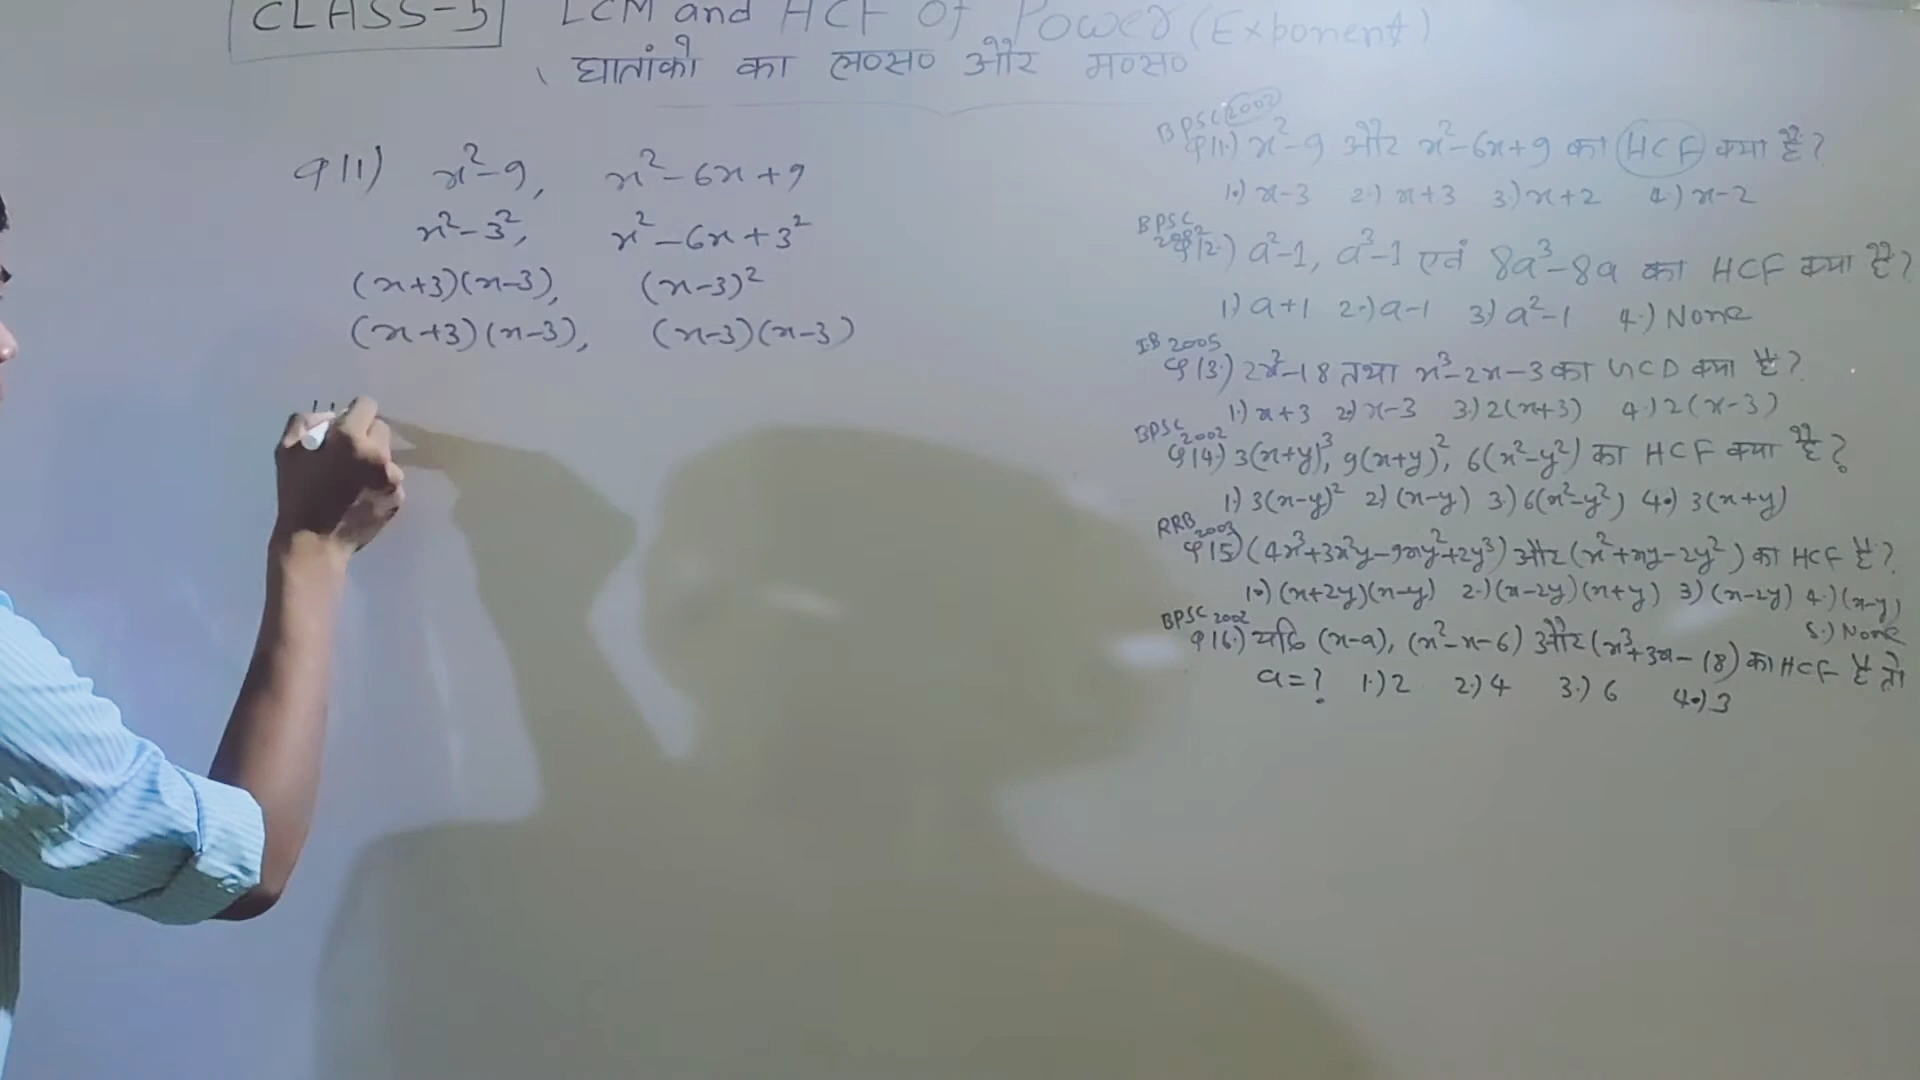 CLASS-5 LCM and HCF of Power (Exponent)
घातांको का ल०स० और म०स०
Q11) x²-9, x²-6x+9
x²-3², x²-6x+3²
(x+3)(x-3), (x-3)²
(x+3)(x-3), (x-3)(x-3)
BPSC 2002
Q11.) x²-9 और x²-6x+9 का HCF क्या है?
1.) x-3 2.) x+3 3.) x+2 4.) x-2
BPSC
Q12.) a²-1, a³-1 एवं 8a³-8a का HCF क्या है?
1.) a+1 2.) a-1 3.) a²-1 4.) None
IB 2005
Q13.) तथा x³-2x-3 का GCD क्या है?
1.) x+3 2.) x-3 3.) 2(x+3) 4.) 2(x-3)
BPSC 2002
Q14.) 3(x+y)³, 9(x+y)², 6(x²-y²) का HCF क्या है?
1.) 3(x-y)² 2.) (x-y) 3.) 6(x²-y²) 4.) 3(x+y)
RRB 2003
Q15.) (4x³+3x²y-9xy²+2y³) और (x²+xy-2y²) का HCF है?
1.) (x+2y)(x-y) 2.) (x-2y)(x+y) 3.) (x-2y) 4.) (x-y)
5.) None
BPSC 2002
Q16.) यदि (x-a), (x²-x-6) और (x³+3x-18) का HCF है तो
a=? 1.) 2 2.) 4 3.) 6 4.) 3